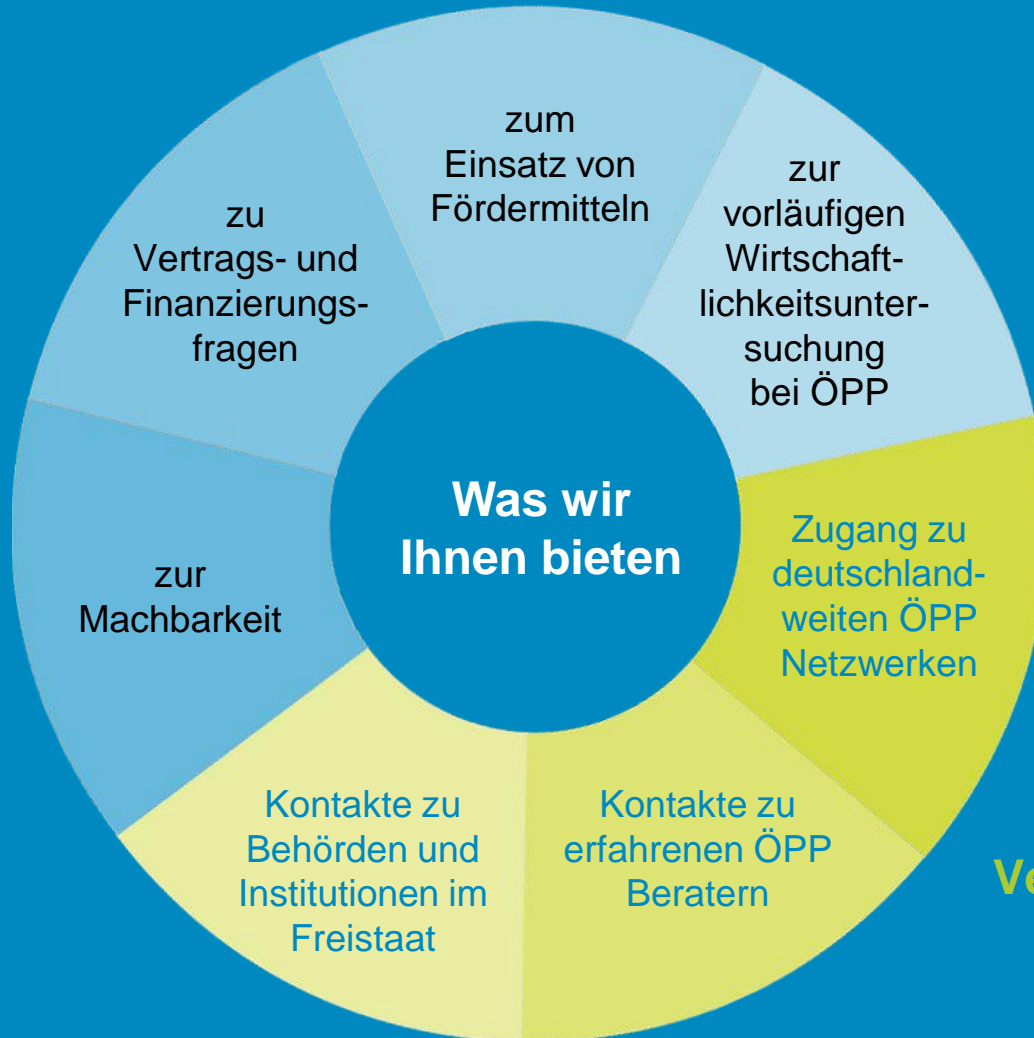 zum
Einsatz von
Fördermitteln
zur
vorläufigen
Wirtschaft-
lichkeitsunter-
suchung
bei ÖPP
zu
Vertrags- und
Finanzierungs-
fragen
Was wir
Ihnen bieten
Zugang zu
deutschland-
weiten ÖPP
Netzwerken
zur
Machbarkeit
Kontakte zu
Behörden und
Institutionen im
Freistaat
Kontakte zu
erfahrenen ÖPP
Beratern